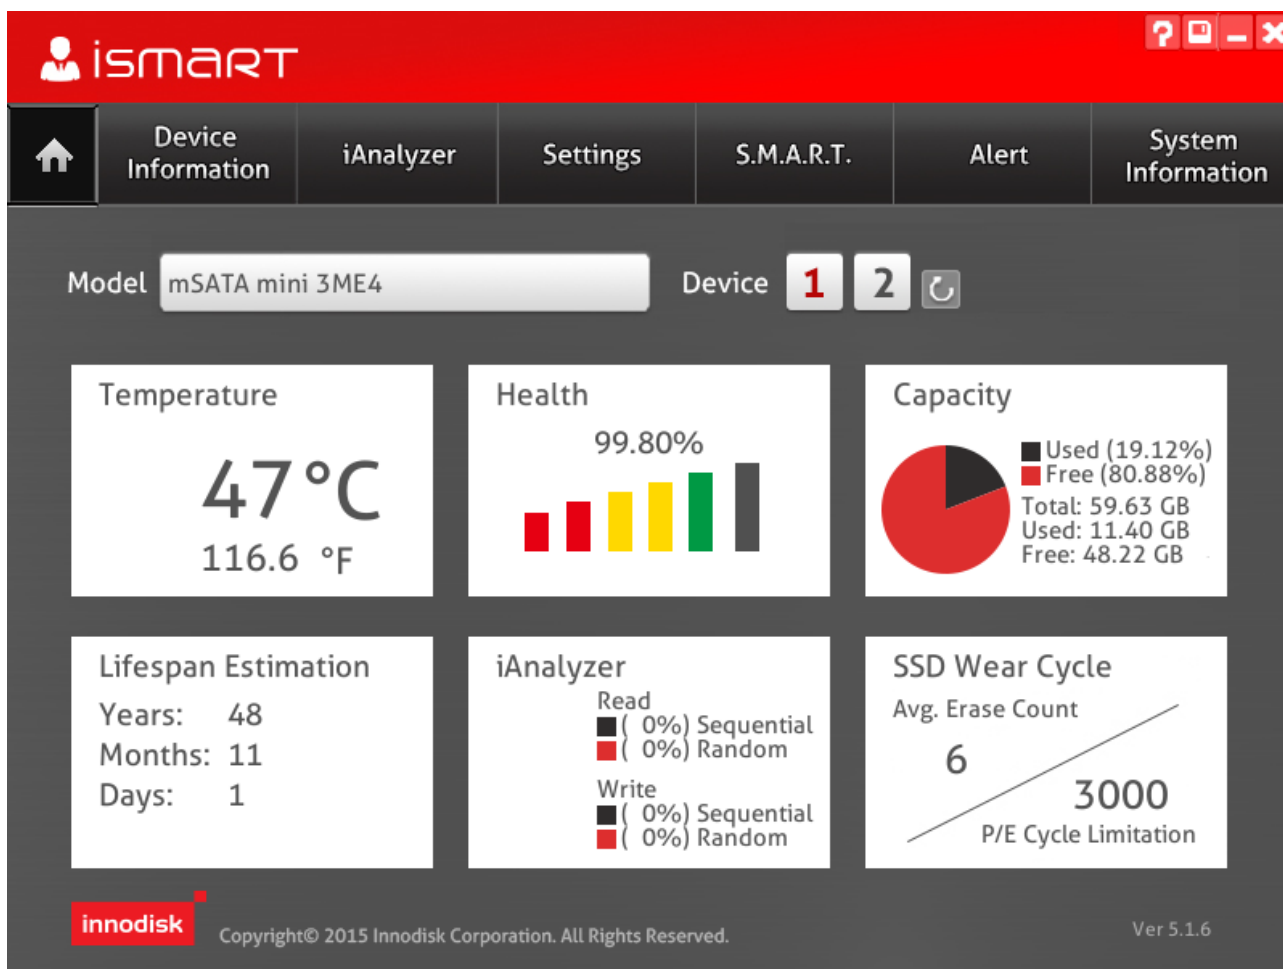 ismart
Device
Information
iAnalyzer
Settings
S.M.A.R.T.
Alert
System
Information
Model
mSATA mini 3ME4
Device
1
2
Temperature
47°C
116.6 °F
Health
99.80%
Capacity
Used (19.12%)
Free (80.88%)
Total: 59.63 GB
Used: 11.40 GB
Free: 48.22 GB
Lifespan Estimation
Years: 48
Months: 11
Days: 1
iAnalyzer
Read
( 0%) Sequential
( 0%) Random
Write
( 0%) Sequential
( 0%) Random
SSD Wear Cycle
Avg. Erase Count
6
3000
P/E Cycle Limitation
innodisk
Copyright© 2015 Innodisk Corporation. All Rights Reserved.
Ver 5.1.6